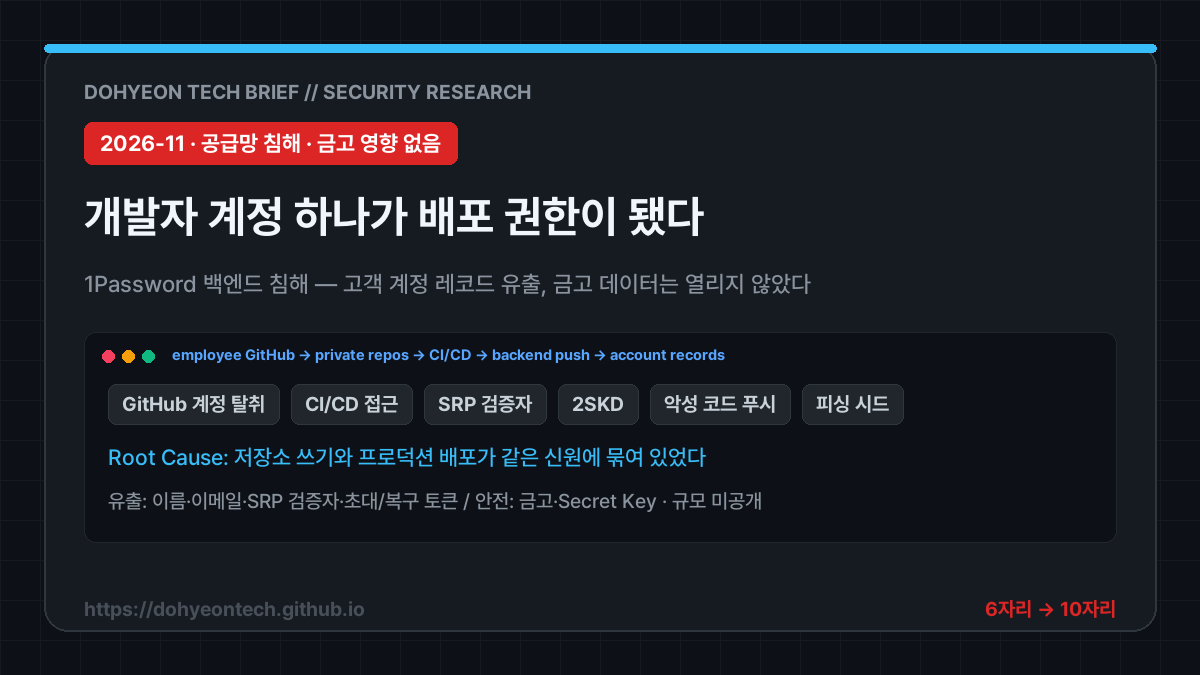 DOHYEON TECH BRIEF // SECURITY RESEARCH
2026-11 · 공급망 침해 · 금고 영향 없음
개발자 계정 하나가 배포 권한이 됐다
1Password 백엔드 침해 — 고객 계정 레코드 유출, 금고 데이터는 열리지 않았다
employee GitHub → private repos → CI/CD → backend push → account records
GitHub 계정 탈취 CI/CD 접근 SRP 검증자 2SKD 악성 코드 푸시 피싱 시드
Root Cause: 저장소 쓰기와 프로덕션 배포가 같은 신원에 묶여 있었다
유출: 이름·이메일·SRP 검증자·초대/복구 토큰 / 안전: 금고·Secret Key · 규모 미공개
https://dohyeontech.github.io
6자리 → 10자리